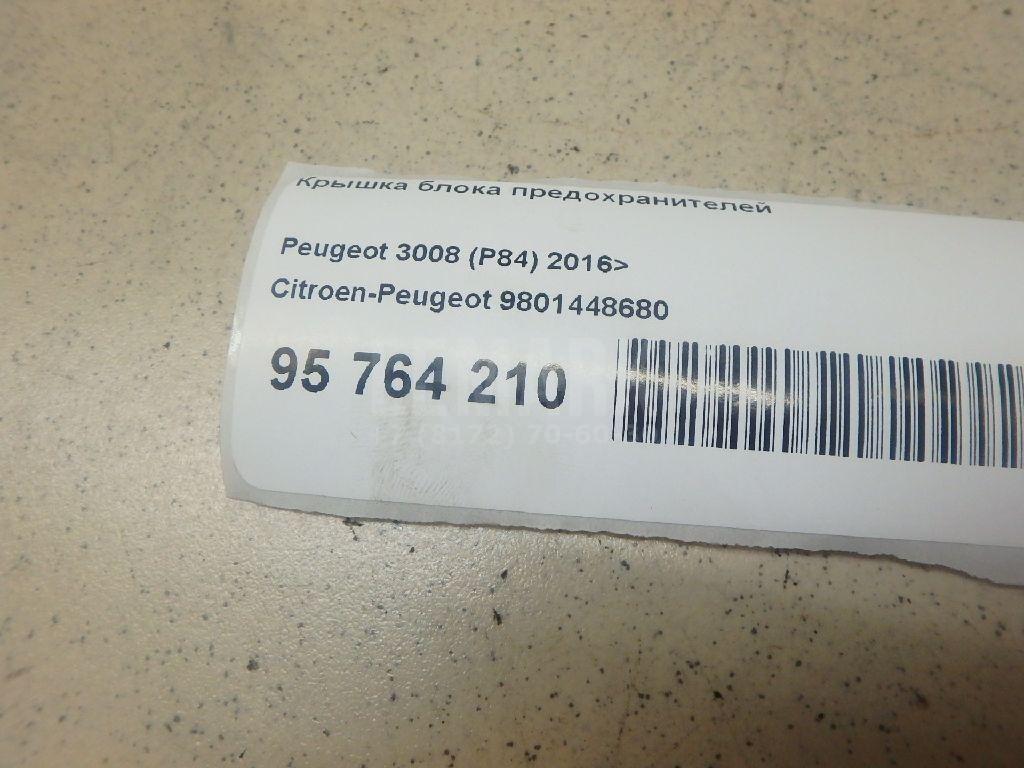 Крышка блока предохранителей
Peugeot 3008 (P84) 2016>
Citroen-Peugeot 9801448680
95 764 210